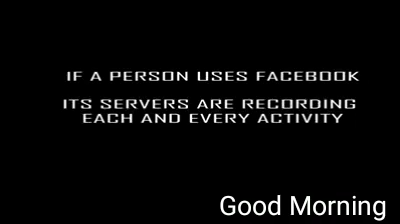 IF A PERSON USES FACEBOOK
ITS SERVERS ARE RECORDING
EACH AND EVERY ACTIVITY
Good Morning